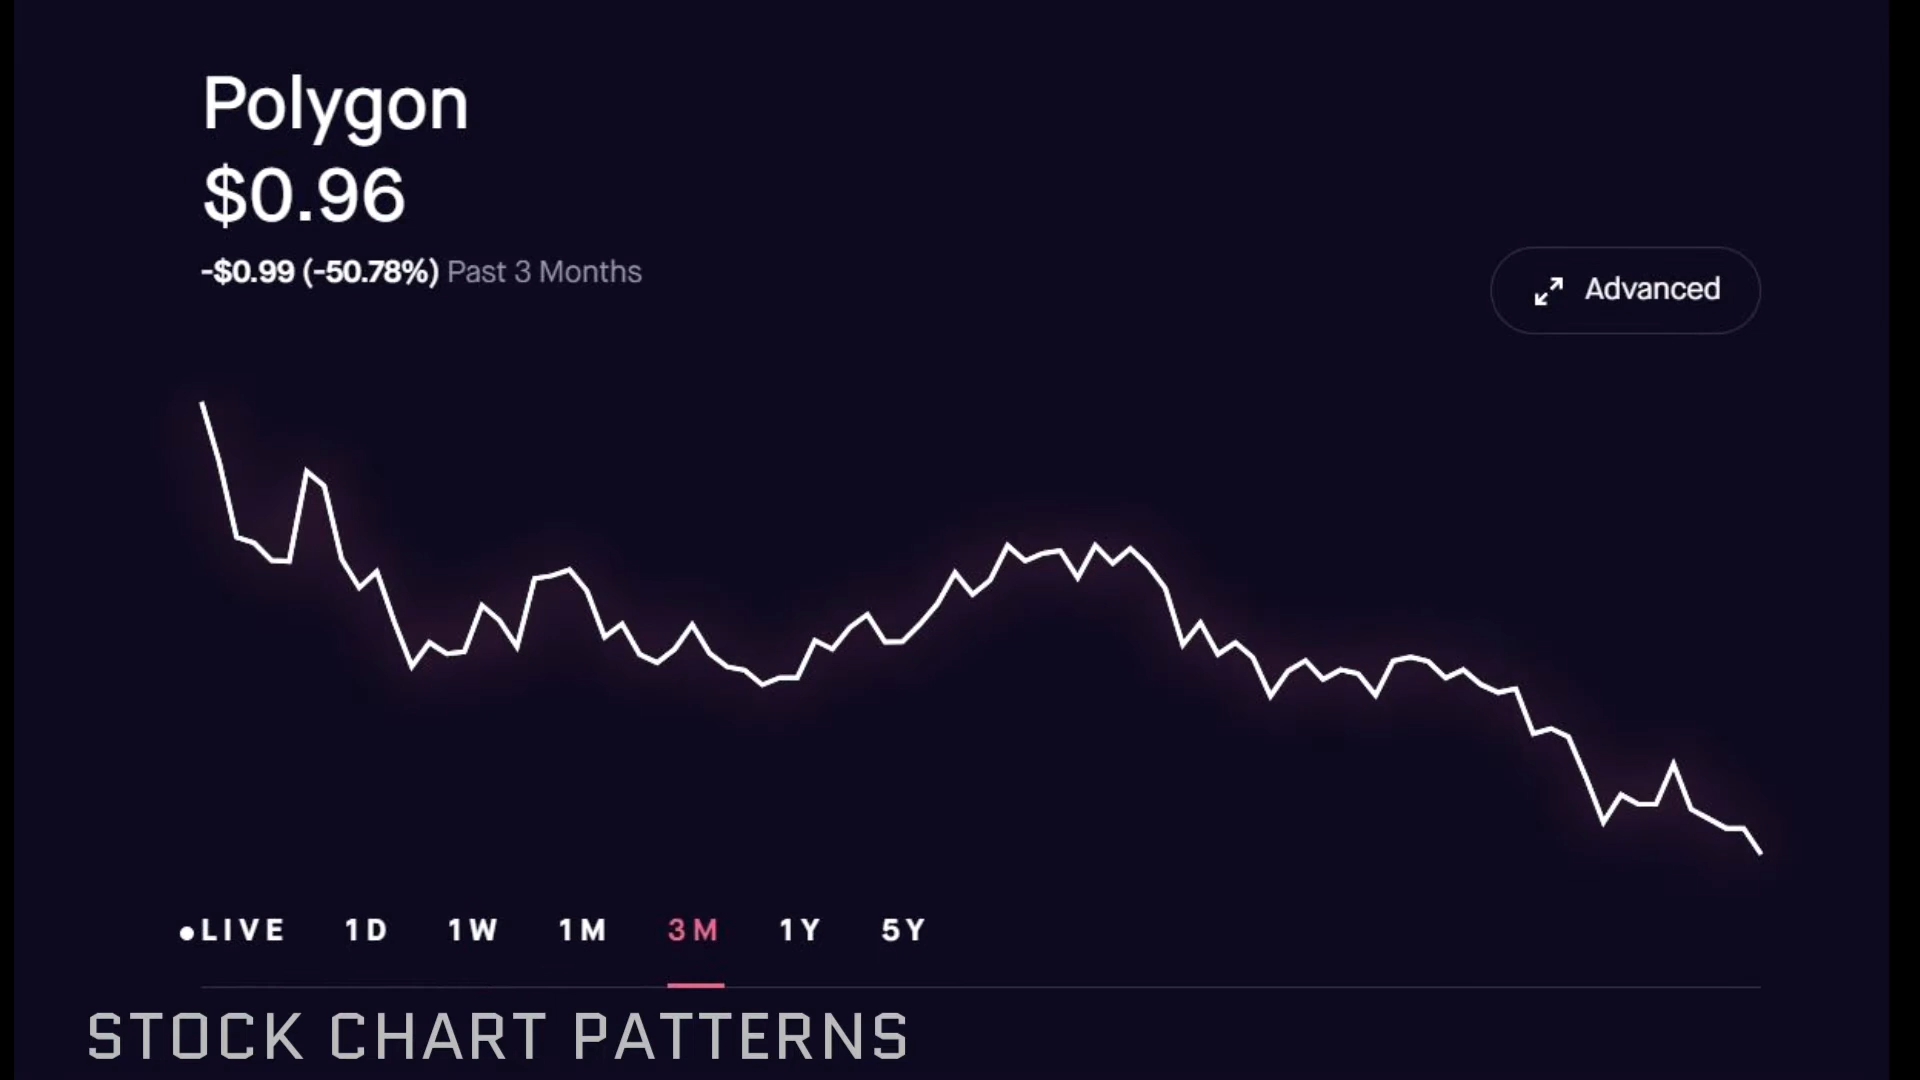 Polygon
$0.96
-$0.99 (-50.78%) Past 3 Months
Advanced
LIVE 1D 1W 1M 3M 1Y 5Y
STOCK CHART PATTERNS